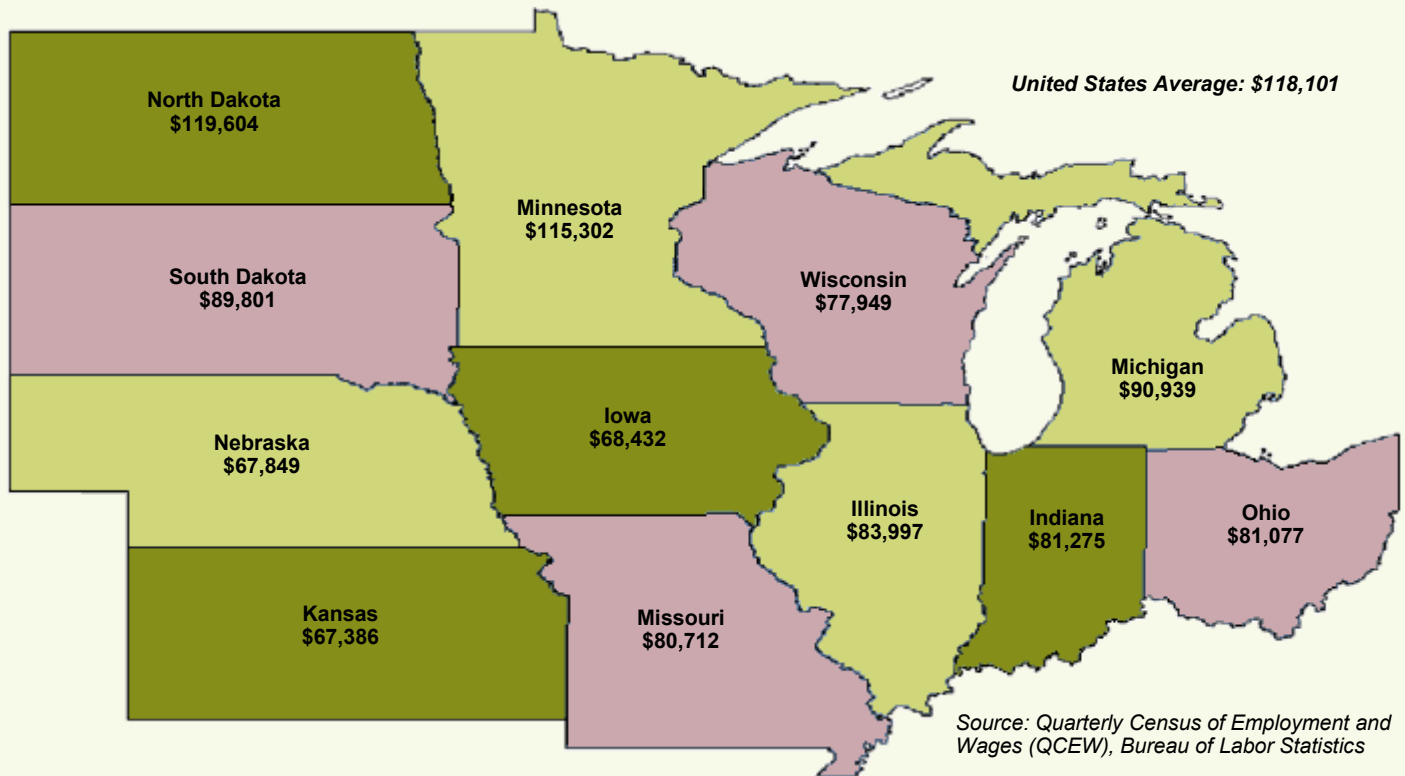 United States Average: $118,101
North Dakota
$119,604
Minnesota
$115,302
South Dakota
$89,801
Wisconsin
$77,949
Michigan
$90,939
Nebraska
$67,849
Iowa
$68,432
Illinois
$83,997
Indiana
$81,275
Ohio
$81,077
Kansas
$67,386
Missouri
$80,712
Source: Quarterly Census of Employment and
Wages (QCEW), Bureau of Labor Statistics